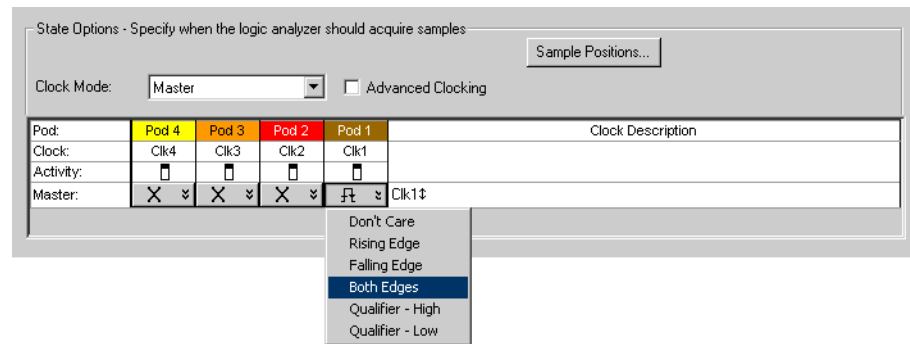 State Options - Specify when the logic analyzer should acquire samples
Sample Positions...
Clock Mode: Master Advanced Clocking
Pod: Pod 4 Pod 3 Pod 2 Pod 1 Clock Description
Clock: Clk4 Clk3 Clk2 Clk1
Activity:
Master: X X X Clk1↕
Don't Care
Rising Edge
Falling Edge
Both Edges
Qualifier - High
Qualifier - Low